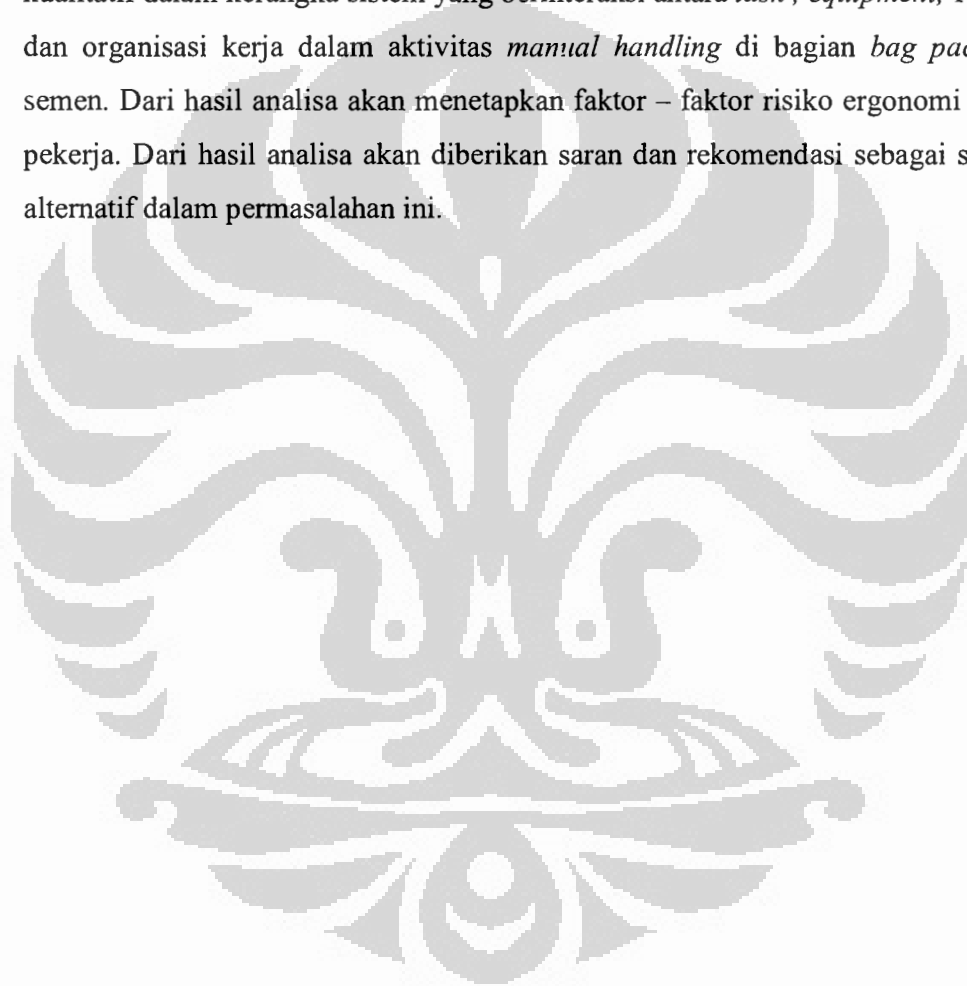 dan organisasi kerja dalam aktivitas manual handling di bagian bag
semen. Dari hasil analisa akan menetapkan faktor – faktor risiko ergonomi
pekerja. Dari hasil analisa akan diberikan saran dan rekomendasi sebagai
alternatif dalam permasalahan ini.